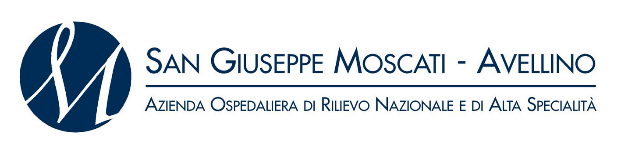 M
San Giuseppe Moscati - Avellino
Azienda Ospedaliera di Rilievo Nazionale e di Alta Specialità